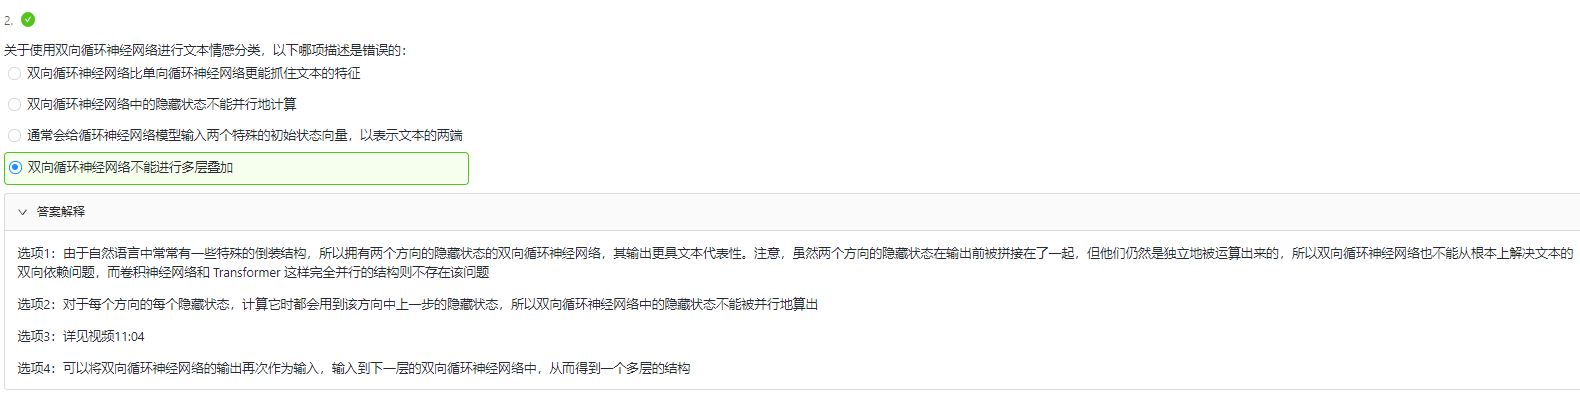 2.
关于使用双向循环神经网络进行文本情感分类，以下哪项描述是错误的：
双向循环神经网络比单向循环神经网络更能抓住文本的特征
双向循环神经网络中的隐藏状态不能并行地计算
通常会给循环神经网络模型输入两个特殊的初始状态向量，以表示文本的两端
双向循环神经网络不能进行多层叠加
答案解释
选项1：由于自然语言中常常有一些特殊的倒装结构，所以拥有两个方向的隐藏状态的双向循环神经网络，其输出更具文本代表性。注意，虽然两个方向的隐藏状态在输出前被拼接在了一起，但他们仍然是独立地被运算出来的，所以双向循环神经网络也不能从根本上解决文本的
双向依赖问题，而卷积神经网络和 Transformer 这样完全并行的结构则不存在该问题
选项2：对于每个方向的每个隐藏状态，计算它时都会用到该方向中上一步的隐藏状态，所以双向循环神经网络中的隐藏状态不能被并行地算出
选项3：详见视频11:04
选项4：可以将双向循环神经网络的输出再次作为输入，输入到下一层的双向循环神经网络中，从而得到一个多层的结构